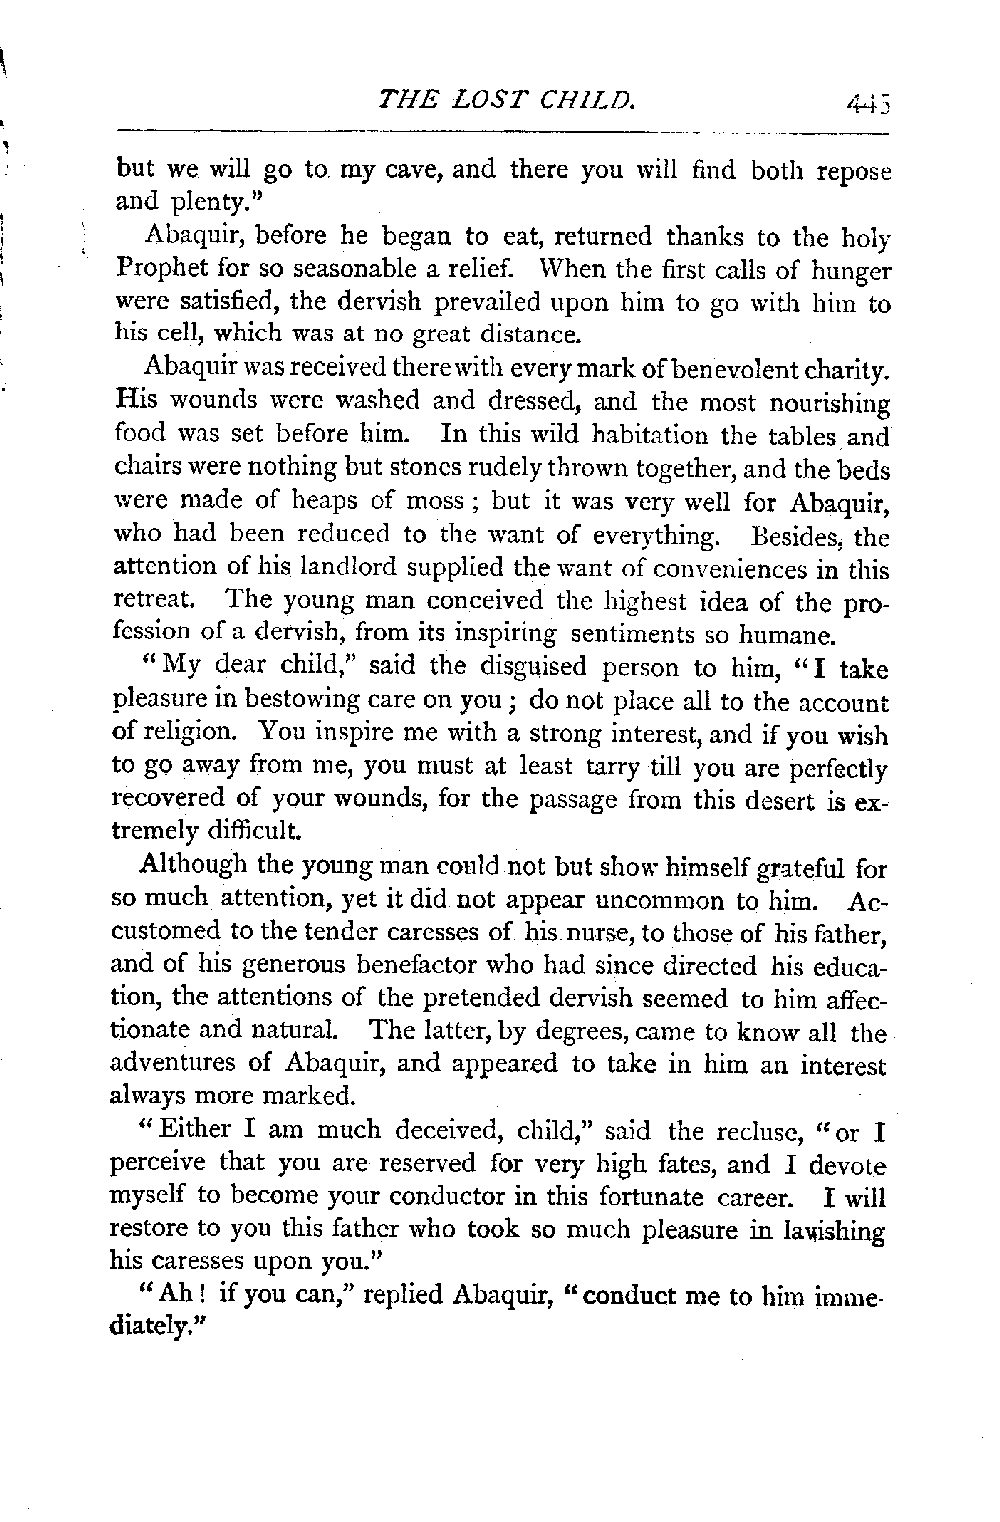 THE LOST CHILD. 445
but we will go to my cave, and there you will find both repose
and plenty."
Abaquir, before he began to eat, returned thanks to the holy
Prophet for so seasonable a relief. When the first calls of hunger
were satisfied, the dervish prevailed upon him to go with him to
his cell, which was at no great distance.
Abaquir was received there with every mark of benevolent charity.
His wounds were washed and dressed, and the most nourishing
food was set before him. In this wild habitation the tables and
chairs were nothing but stones rudely thrown together, and the beds
were made of heaps of moss ; but it was very well for Abaquir,
who had been reduced to the want of everything. Besides, the
attention of his landlord supplied the want of conveniences in this
retreat. The young man conceived the highest idea of the pro-
fession of a dervish, from its inspiring sentiments so humane.
"My dear child," said the disguised person to him, "I take
pleasure in bestowing care on you ; do not place all to the account
of religion. You inspire me with a strong interest, and if you wish
to go away from me, you must at least tarry till you are perfectly
recovered of your wounds, for the passage from this desert is ex-
tremely difficult.
Although the young man could not but show himself grateful for
so much attention, yet it did not appear uncommon to him. Ac-
customed to the tender caresses of his nurse, to those of his father,
and of his generous benefactor who had since directed his educa-
tion, the attentions of the pretended dervish seemed to him affec-
tionate and natural. The latter, by degrees, came to know all the
adventures of Abaquir, and appeared to take in him an interest
always more marked.
"Either I am much deceived, child," said the recluse, "or I
perceive that you are reserved for very high fates, and I devote
myself to become your conductor in this fortunate career. I will
restore to you this father who took so much pleasure in lavishing
his caresses upon you."
"Ah ! if you can," replied Abaquir, "conduct me to him imme-
diately."